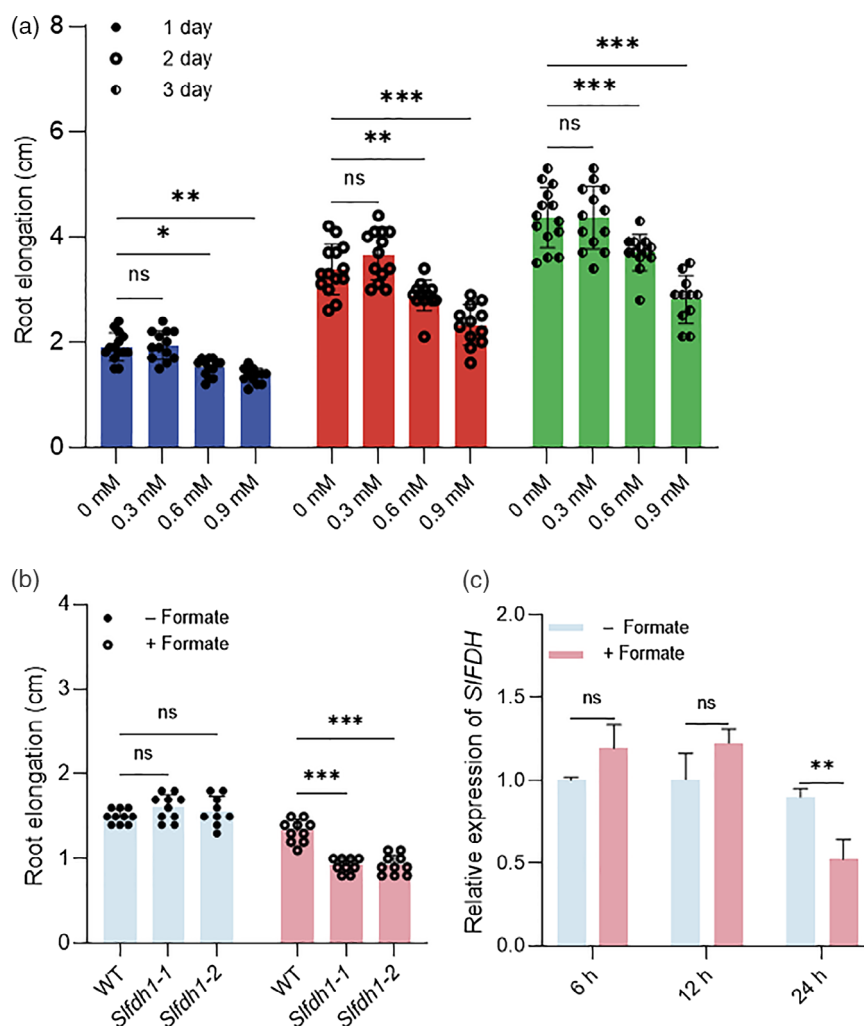 (a)
Root elongation (cm)
8
6
4
2
0
1 day
2 day
3 day
ns
*
**
ns
**
***
ns
***
***
0 mM
0.3 mM
0.6 mM
0.9 mM
0 mM
0.3 mM
0.6 mM
0.9 mM
0 mM
0.3 mM
0.6 mM
0.9 mM
(b)
Root elongation (cm)
4
3
2
1
0
– Formate
+ Formate
ns
ns
***
***
WT
Slfdh1-1
Slfdh1-2
WT
Slfdh1-1
Slfdh1-2
(c)
Relative expression of SlFDH
2.0
1.5
1.0
0.5
0.0
– Formate
+ Formate
ns
ns
**
6 h
12 h
24 h